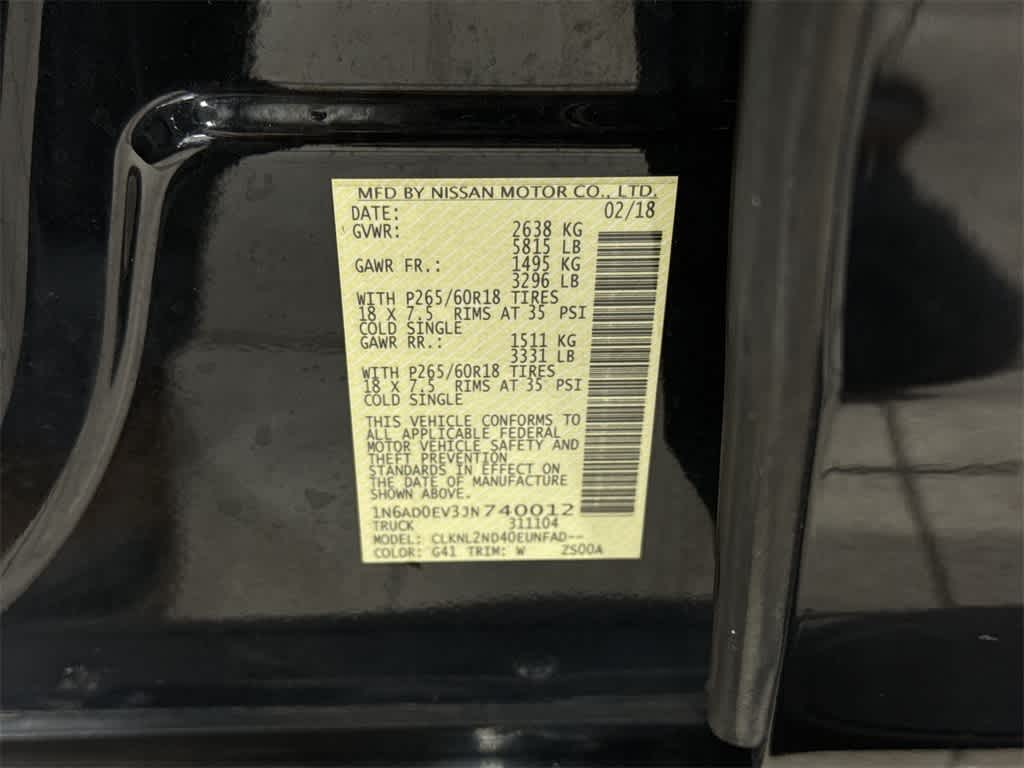 MFD BY NISSAN MOTOR CO., LTD.
DATE: 02/18
GVWR: 2638 KG
5815 LB
GAWR FR.: 1495 KG
3296 LB
WITH P265/60R18 TIRES
18 X 7.5 RIMS AT 35 PSI
COLD SINGLE
GAWR RR.: 1511 KG
3331 LB
WITH P265/60R18 TIRES
18 X 7.5 RIMS AT 35 PSI
COLD SINGLE
THIS VEHICLE CONFORMS TO
ALL APPLICABLE FEDERAL
MOTOR VEHICLE SAFETY AND
THEFT PREVENTION
STANDARDS IN EFFECT ON
THE DATE OF MANUFACTURE
SHOWN ABOVE.
1N6AD0EV3JN740012
TRUCK 311104
MODEL: CLKNL2ND40EUNFAD--
COLOR: G41 TRIM: W ZS00A